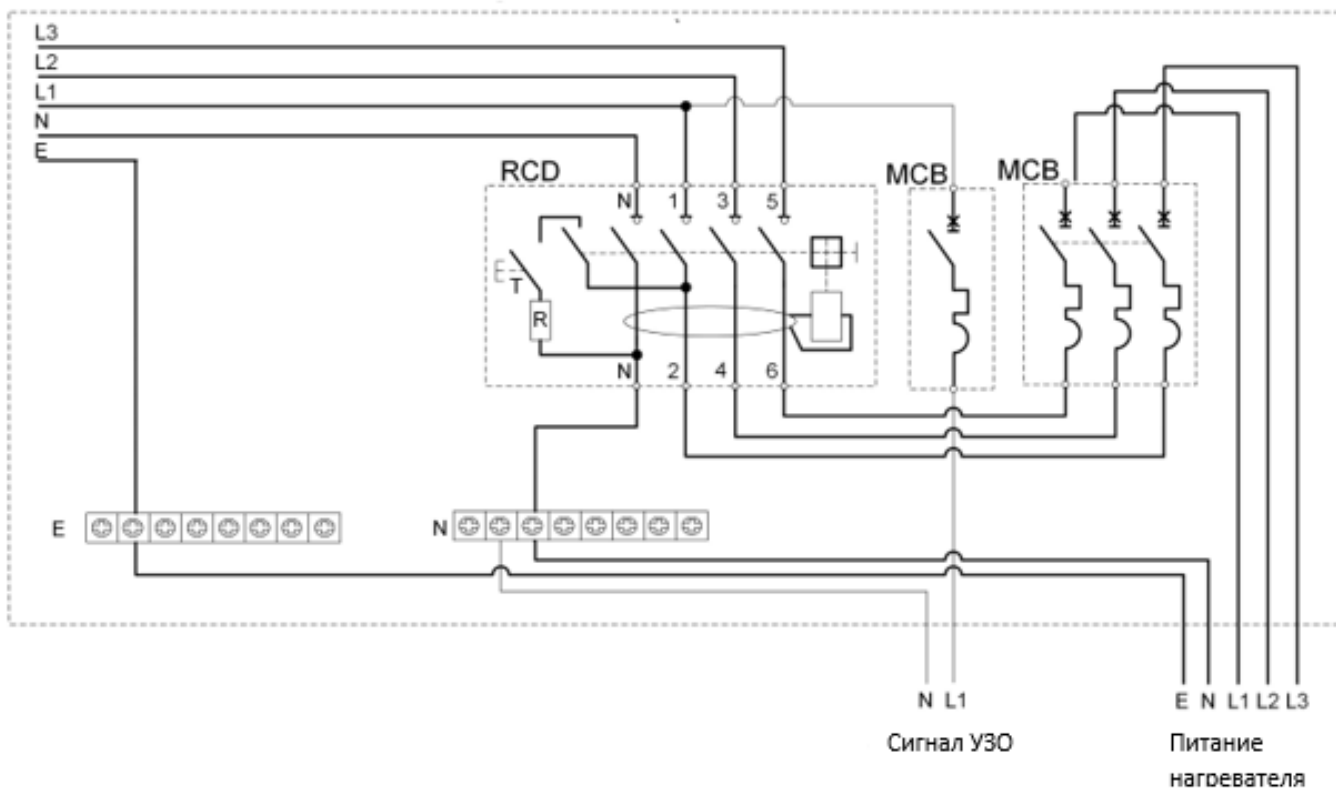 L3
L2
L1
N
E
RCD
MCB
MCB
N 1 3 5
T
R
N 2 4 6
E
N
N L1
E N L1 L2 L3
Сигнал УЗО
Питание
нагревателя